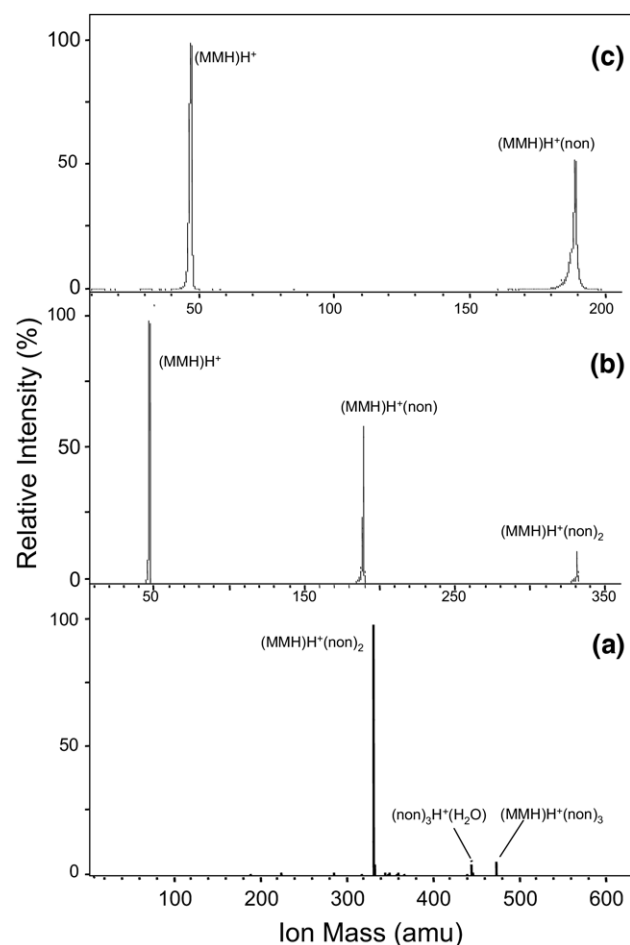 100
(MMH)H⁺
(c)
(MMH)H⁺(non)
50
0
50
100
150
200
100
(MMH)H⁺
(b)
(MMH)H⁺(non)
50
(MMH)H⁺(non)₂
0
50
150
250
350
100
(a)
(MMH)H⁺(non)₂
50
(non)₃H⁺(H₂O)
(MMH)H⁺(non)₃
0
100
200
300
400
500
600
Ion Mass (amu)
Relative Intensity (%)